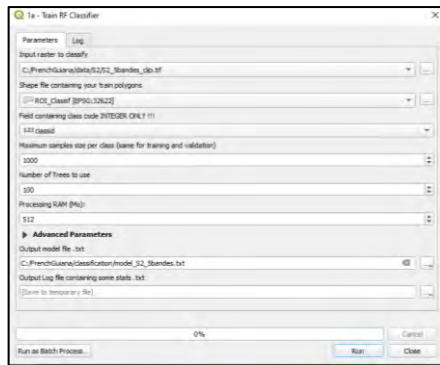 1a - Train RF Classifier
Parameters
Log
Input raster to classify
C:/FrenchGuiana/data/S2/S2_5bandes_clip.tif
Shape file containing your train polygons
ROI_Classif [EPSG:32622]
Field containing class code INTEGER ONLY !!!
123 classid
Maximum samples size per class (same for training and validation)
1000
Number of Trees to use
100
Processing RAM (Mo):
512
Advanced Parameters
Output model file .txt
C:/FrenchGuiana/classification/model_S2_5bandes.txt
Output Log file containing some stats .txt
[Save to temporary file]
0%
Cancel
Run as Batch Process...
Run
Close